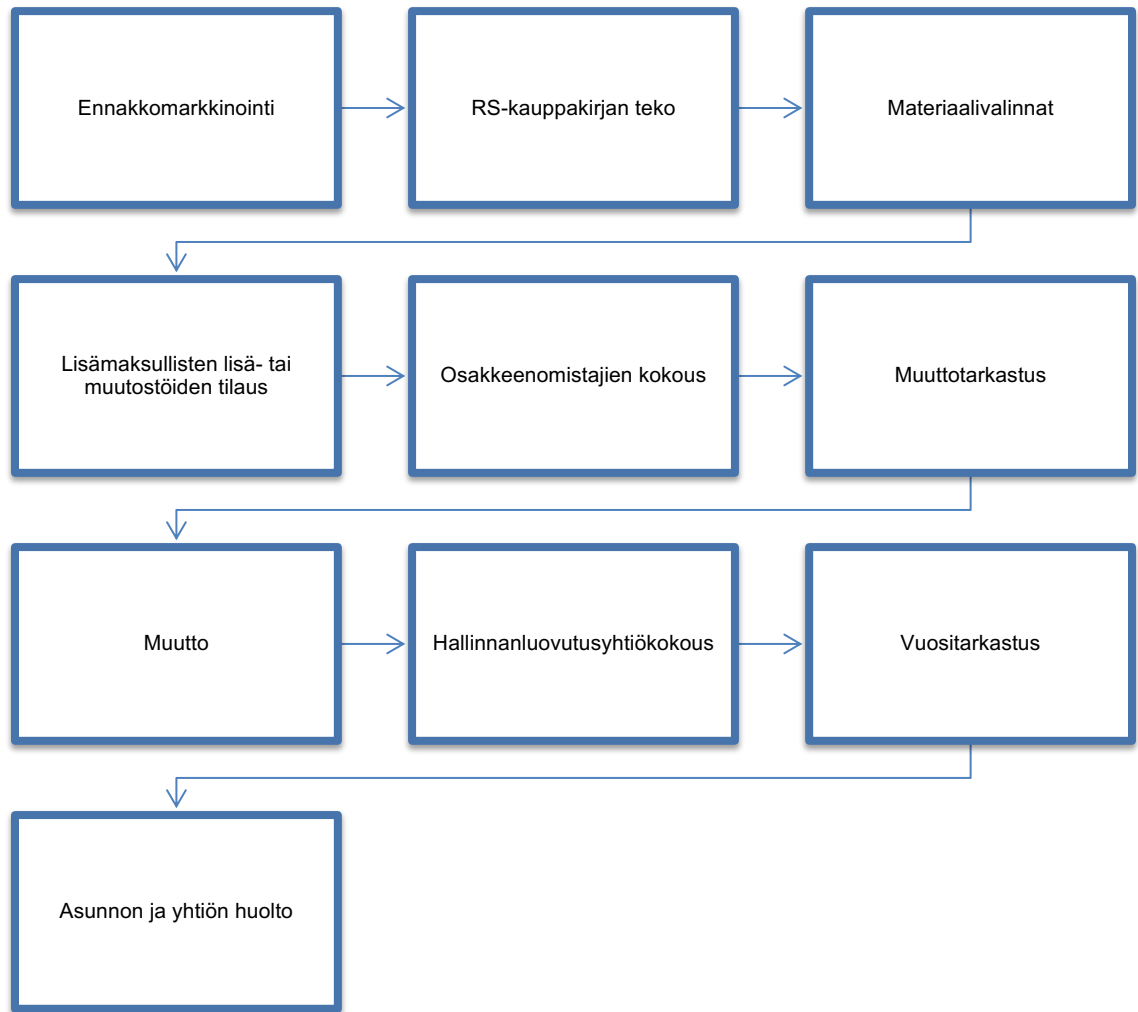 Ennakkomarkkinointi
RS-kauppakirjan teko
Materiaalivalinnat
Lisämaksullisten lisä- tai
muutostöiden tilaus
Osakkeenomistajien kokous
Muuttotarkastus
Muutto
Hallinnanluovutusyhtiökokous
Vuositarkastus
Asunnon ja yhtiön huolto